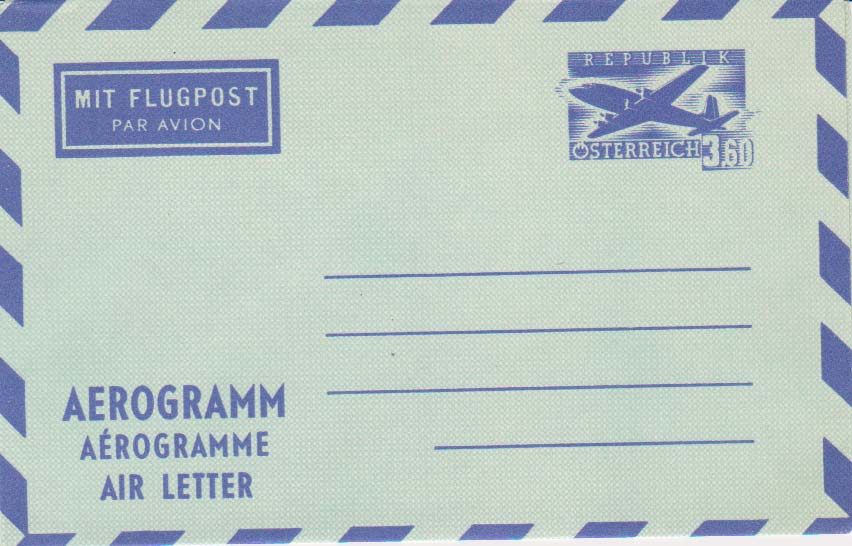 MIT FLUGPOST
PAR AVION
REPUBLIK
ÖSTERREICH 3.60
AEROGRAMM
AÉROGRAMME
AIR LETTER